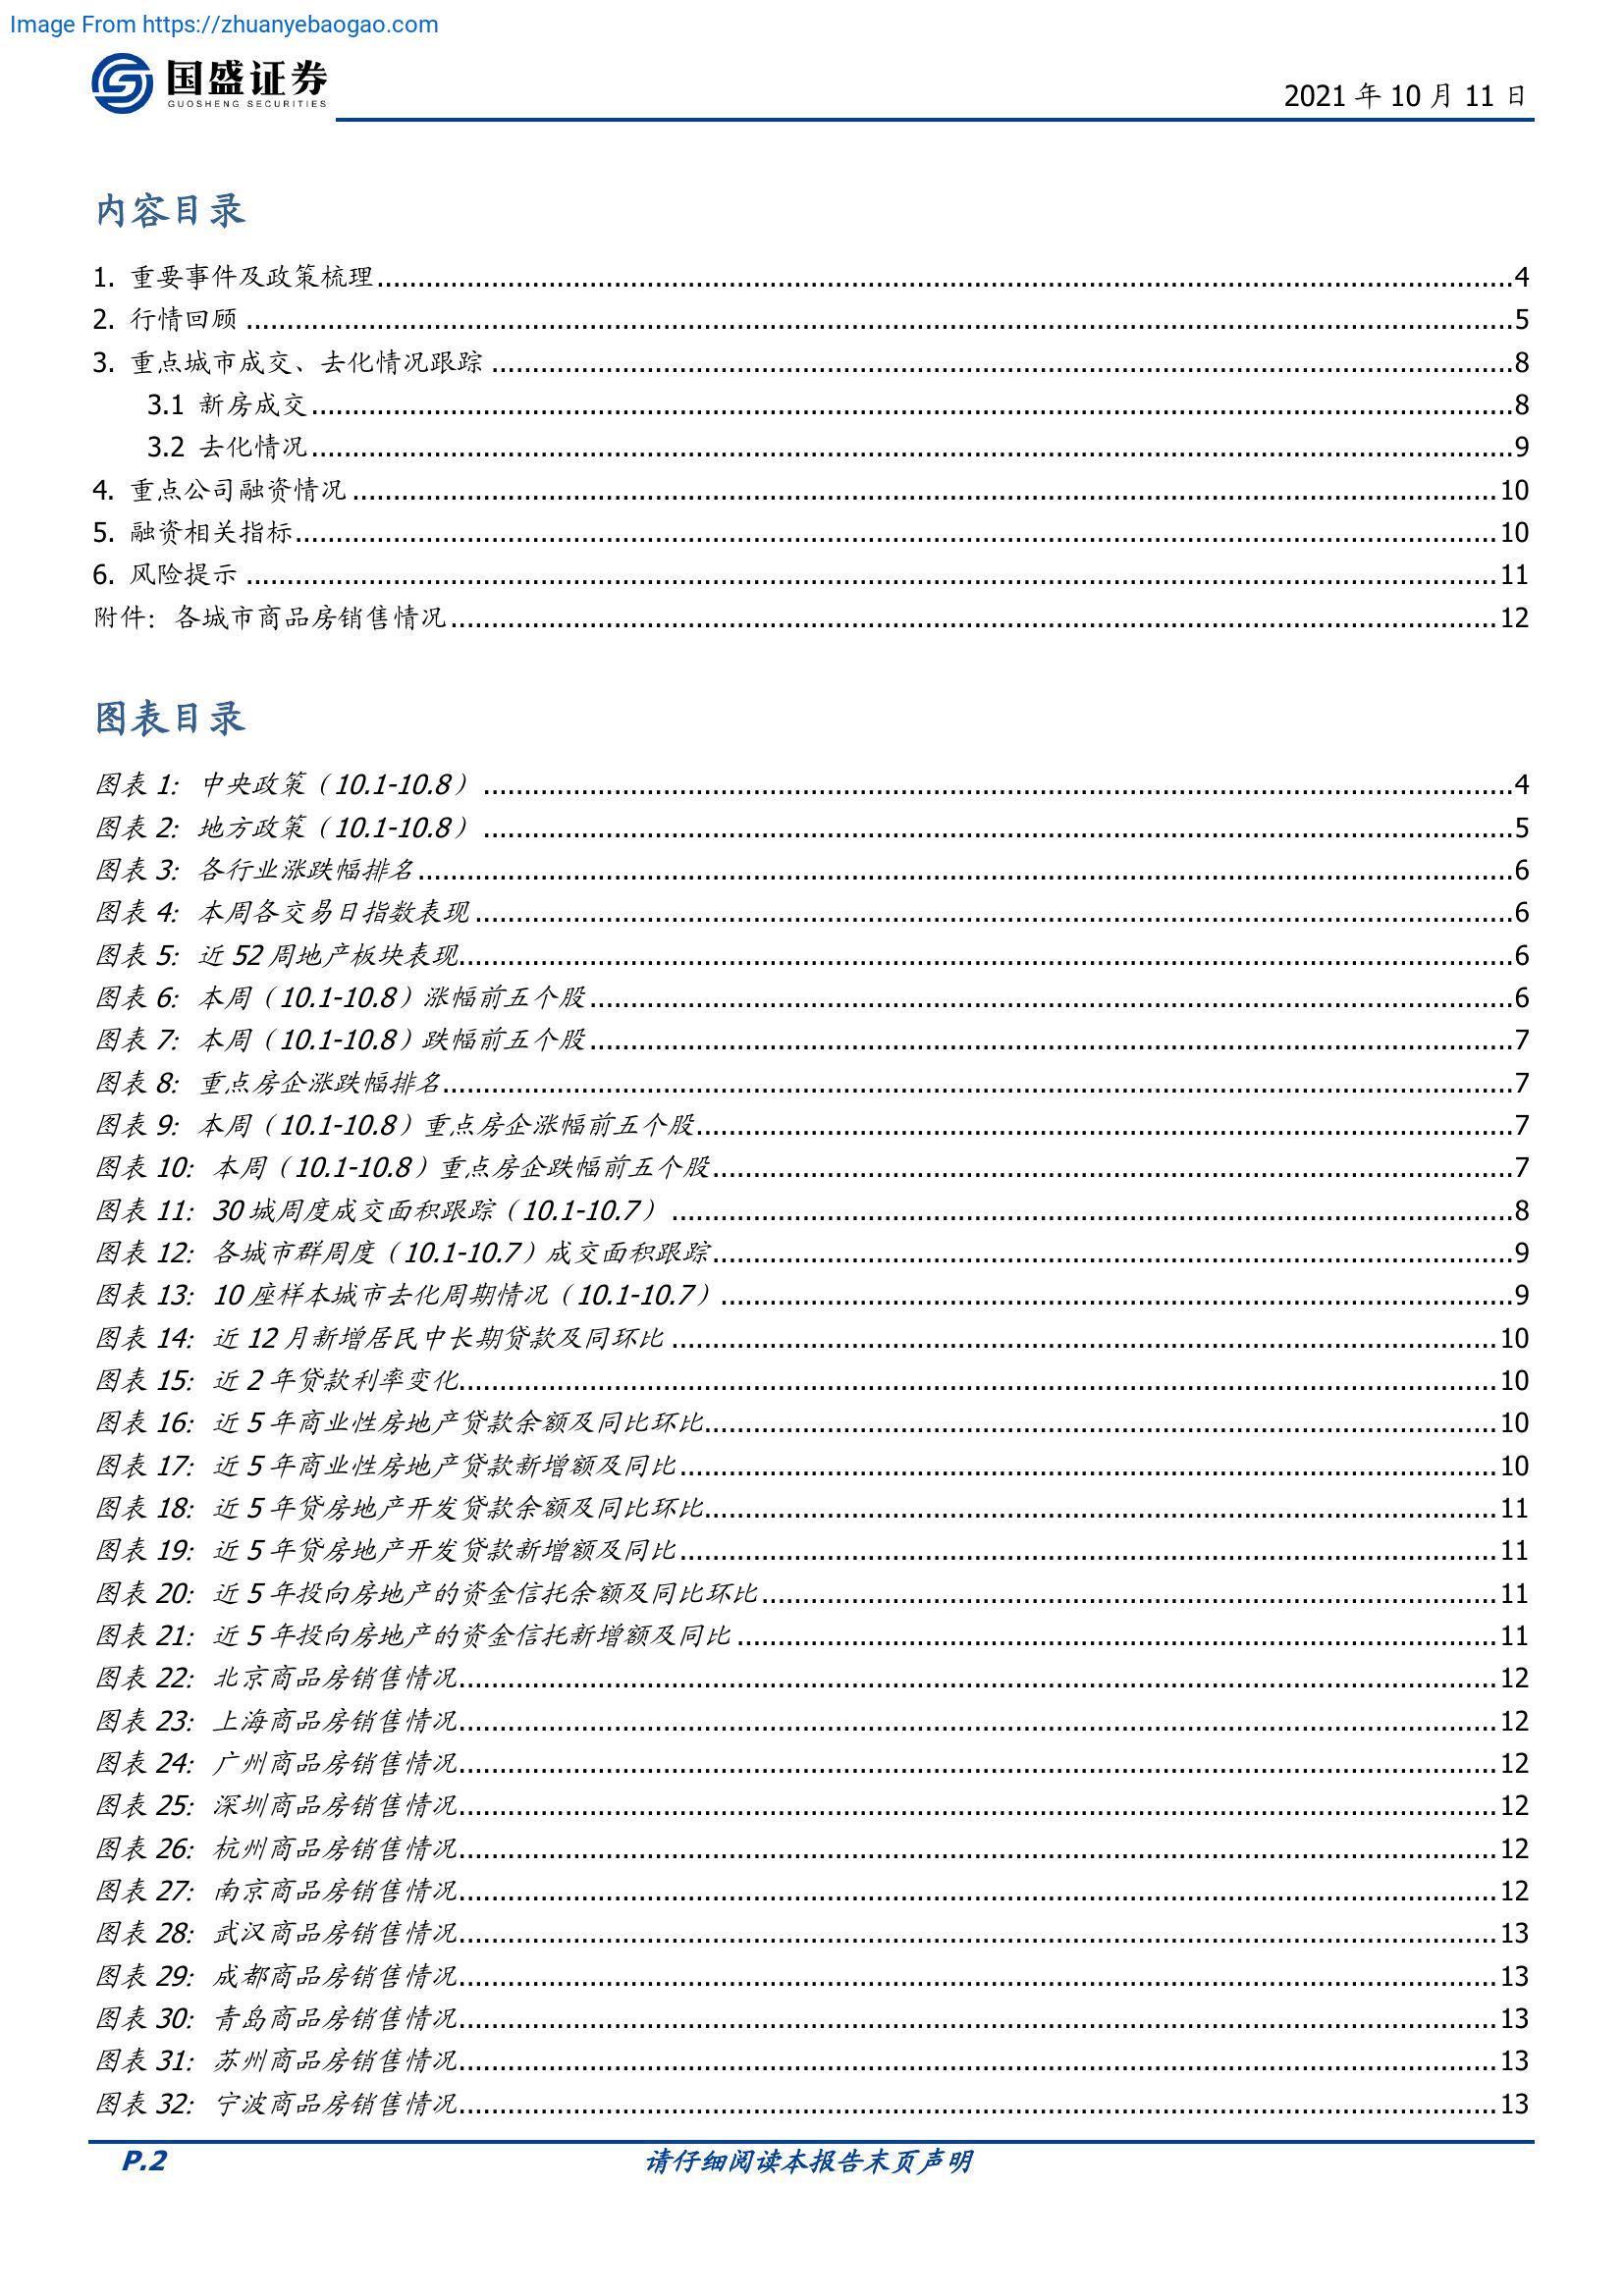 Image From https://zhuanyebaogao.com
国盛证券
GUOSHENG SECURITIES
2021 年 10 月 11 日
内容目录
1. 重要事件及政策梳理....................4
2. 行情回顾....................5
3. 重点城市成交、去化情况跟踪....................8
3.1 新房成交....................8
3.2 去化情况....................9
4. 重点公司融资情况....................10
5. 融资相关指标....................10
6. 风险提示....................11
附件：各城市商品房销售情况....................12
图表目录
图表 1：中央政策（10.1-10.8）....................4
图表 2：地方政策（10.1-10.8）....................5
图表 3：各行业涨跌幅排名....................6
图表 4：本周各交易日指数表现....................6
图表 5：近 52 周地产板块表现....................6
图表 6：本周（10.1-10.8）涨幅前五个股....................6
图表 7：本周（10.1-10.8）跌幅前五个股....................7
图表 8：重点房企涨跌幅排名....................7
图表 9：本周（10.1-10.8）重点房企涨幅前五个股....................7
图表 10：本周（10.1-10.8）重点房企跌幅前五个股....................7
图表 11：30 城周度成交面积跟踪（10.1-10.7）....................8
图表 12：各城市群周度（10.1-10.7）成交面积跟踪....................9
图表 13：10 座样本城市去化周期情况（10.1-10.7）....................9
图表 14：近 12 月新增居民中长期贷款及同环比....................10
图表 15：近 2 年贷款利率变化....................10
图表 16：近 5 年商业性房地产贷款余额及同比环比....................10
图表 17：近 5 年商业性房地产贷款新增额及同比....................10
图表 18：近 5 年贷房地产开发贷款余额及同比环比....................11
图表 19：近 5 年贷房地产开发贷款新增额及同比....................11
图表 20：近 5 年投向房地产的资金信托余额及同比环比....................11
图表 21：近 5 年投向房地产的资金信托新增额及同比....................11
图表 22：北京商品房销售情况....................12
图表 23：上海商品房销售情况....................12
图表 24：广州商品房销售情况....................12
图表 25：深圳商品房销售情况....................12
图表 26：杭州商品房销售情况....................12
图表 27：南京商品房销售情况....................12
图表 28：武汉商品房销售情况....................13
图表 29：成都商品房销售情况....................13
图表 30：青岛商品房销售情况....................13
图表 31：苏州商品房销售情况....................13
图表 32：宁波商品房销售情况....................13
P.2
请仔细阅读本报告末页声明